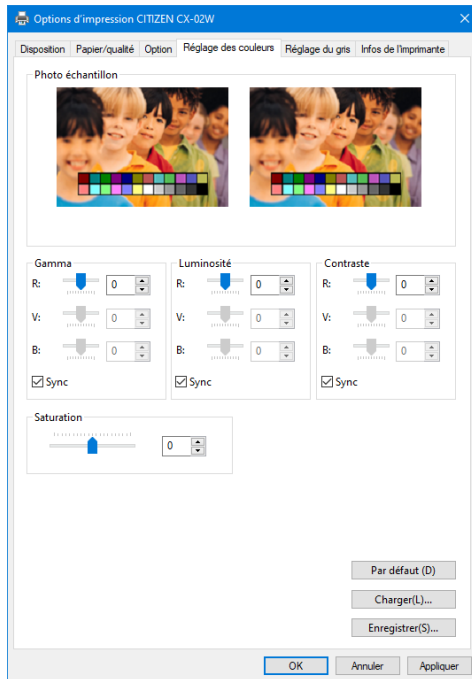 Options d'impression CITIZEN CX-02W
Disposition Papier/qualité Option Réglage des couleurs Réglage du gris Infos de l'imprimante
Photo échantillon
Gamma Luminosité Contraste
R: 0 R: 0 R: 0
V: 0 V: 0 V: 0
B: 0 B: 0 B: 0
Sync Sync Sync
Saturation
0
Par défaut (D)
Charger(L)...
Enregistrer(S)...
OK Annuler Appliquer